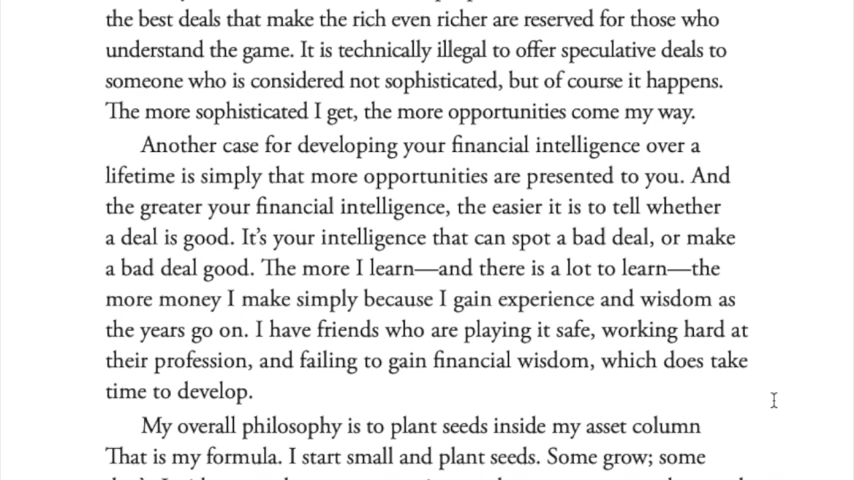 the best deals that make the rich even richer are reserved for those who
understand the game. It is technically illegal to offer speculative deals to
someone who is considered not sophisticated, but of course it happens.
The more sophisticated I get, the more opportunities come my way.
Another case for developing your financial intelligence over a
lifetime is simply that more opportunities are presented to you. And
the greater your financial intelligence, the easier it is to tell whether
a deal is good. It’s your intelligence that can spot a bad deal, or make
a bad deal good. The more I learn—and there is a lot to learn—the
more money I make simply because I gain experience and wisdom as
the years go on. I have friends who are playing it safe, working hard at
their profession, and failing to gain financial wisdom, which does take
time to develop.
My overall philosophy is to plant seeds inside my asset column
That is my formula. I start small and plant seeds. Some grow; some